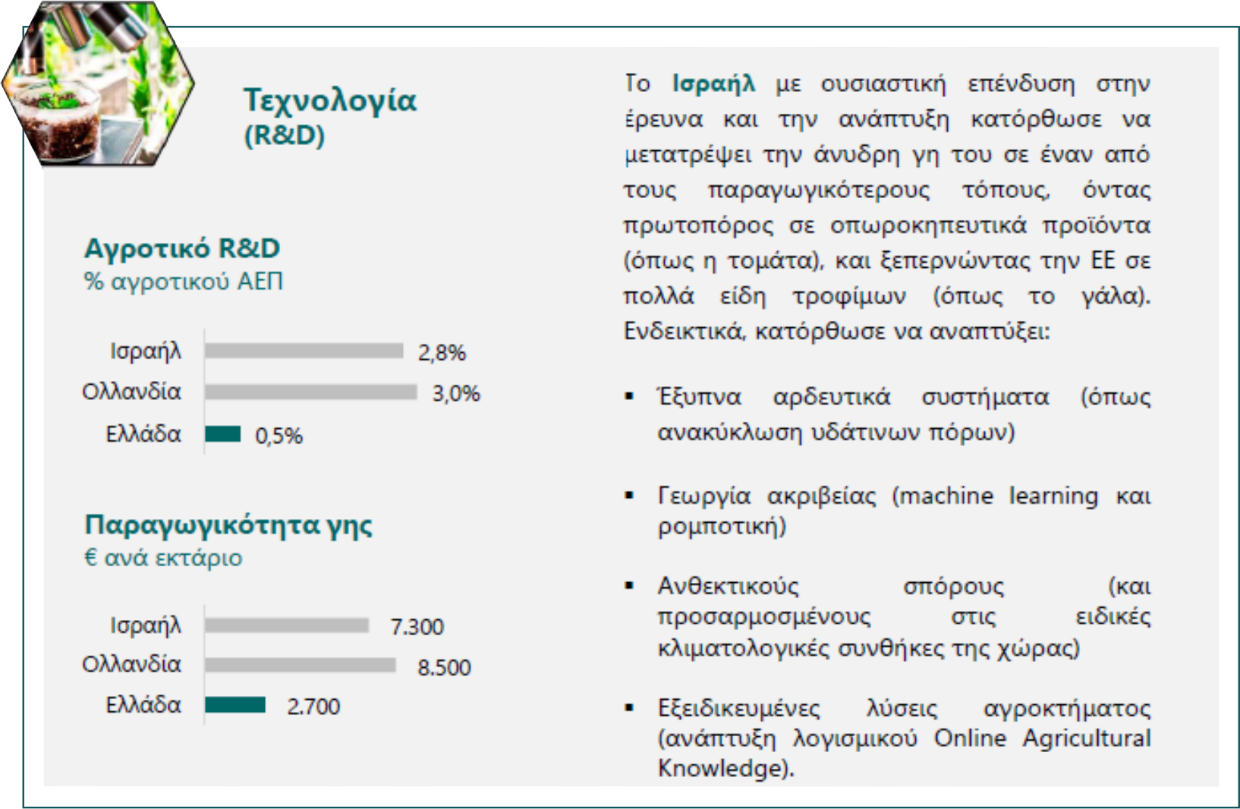 Τεχνολογία
(R&D)
Αγροτικό R&D
% αγροτικού ΑΕΠ
Ισραήλ 2,8%
Ολλανδία 3,0%
Ελλάδα 0,5%
Παραγωγικότητα γης
€ ανά εκτάριο
Ισραήλ 7.300
Ολλανδία 8.500
Ελλάδα 2.700
Το Ισραήλ με ουσιαστική επένδυση στην
έρευνα και την ανάπτυξη κατόρθωσε να
μετατρέψει την άνυδρη γη του σε έναν από
τους παραγωγικότερους τόπους, όντας
πρωτοπόρος σε οπωροκηπευτικά προϊόντα
(όπως η τομάτα), και ξεπερνώντας την ΕΕ σε
πολλά είδη τροφίμων (όπως το γάλα).
Ενδεικτικά, κατόρθωσε να αναπτύξει:
▪ Έξυπνα αρδευτικά συστήματα (όπως
ανακύκλωση υδάτινων πόρων)
▪ Γεωργία ακριβείας (machine learning και
ρομποτική)
▪ Ανθεκτικούς σπόρους (και
προσαρμοσμένους στις ειδικές
κλιματολογικές συνθήκες της χώρας)
▪ Εξειδικευμένες λύσεις αγροκτήματος
(ανάπτυξη λογισμικού Online Agricultural
Knowledge).